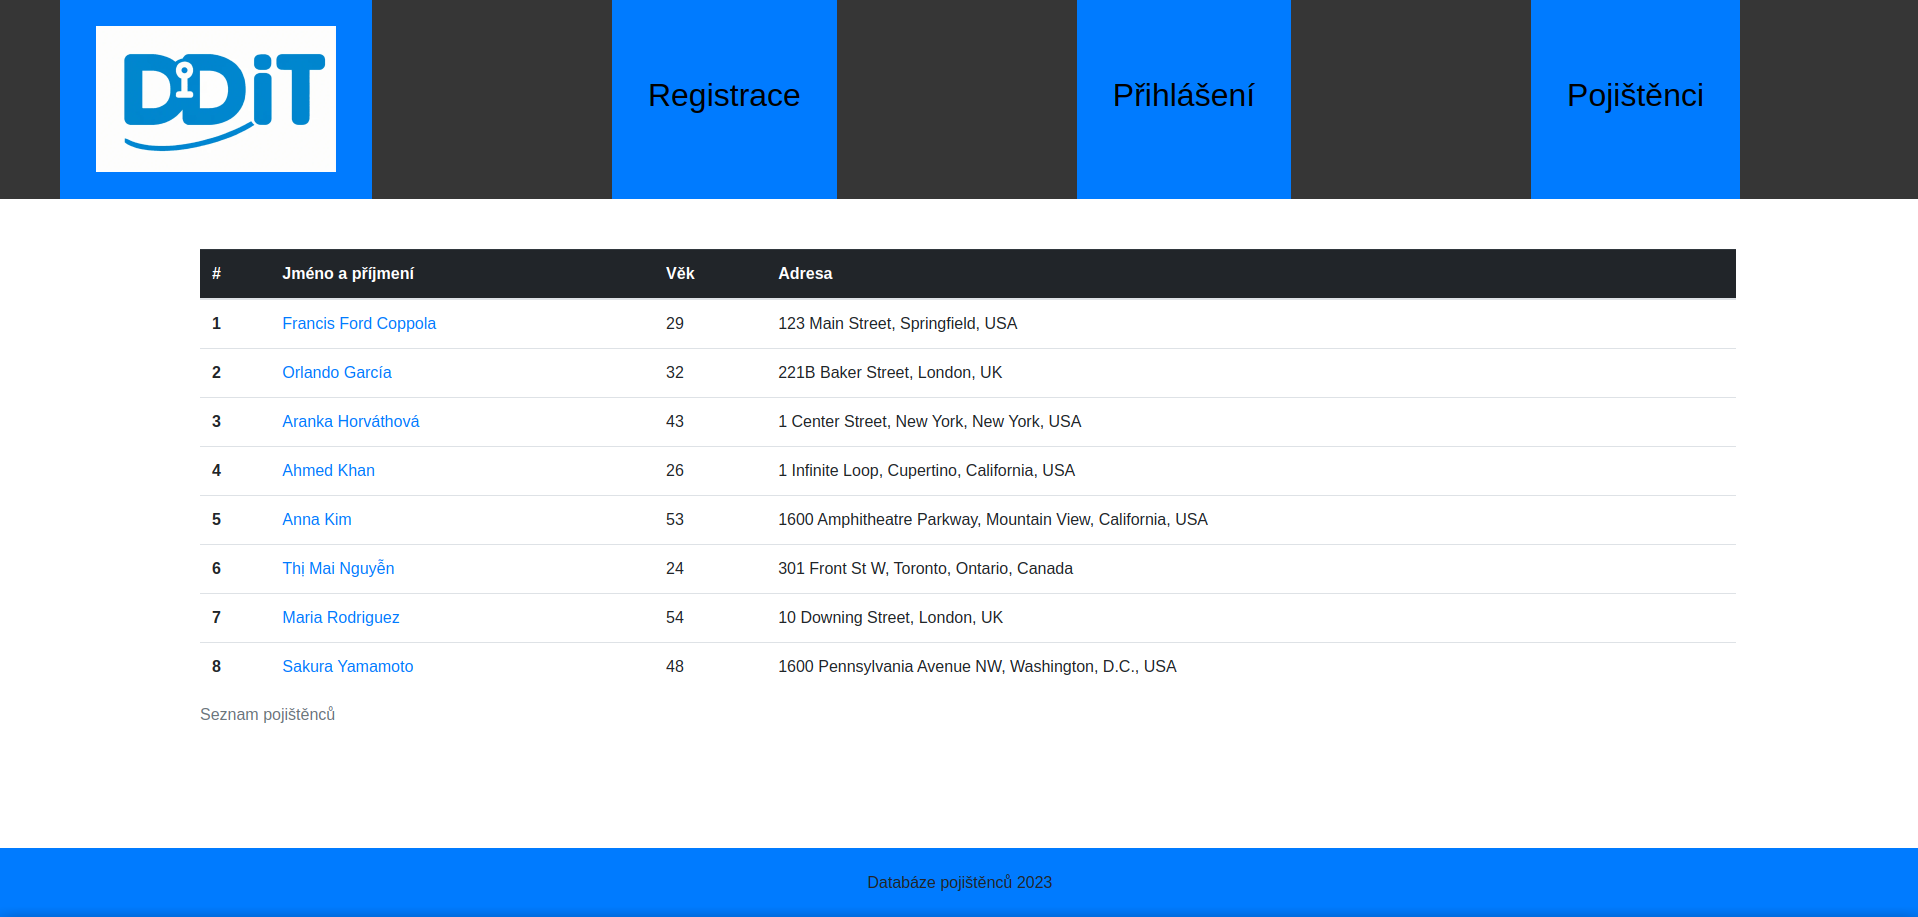 DDiT
Registrace
Přihlášení
Pojištěnci
# Jméno a příjmení Věk Adresa
1 Francis Ford Coppola 29 123 Main Street, Springfield, USA
2 Orlando García 32 221B Baker Street, London, UK
3 Aranka Horváthová 43 1 Center Street, New York, New York, USA
4 Ahmed Khan 26 1 Infinite Loop, Cupertino, California, USA
5 Anna Kim 53 1600 Amphitheatre Parkway, Mountain View, California, USA
6 Thị Mai Nguyễn 24 301 Front St W, Toronto, Ontario, Canada
7 Maria Rodriguez 54 10 Downing Street, London, UK
8 Sakura Yamamoto 48 1600 Pennsylvania Avenue NW, Washington, D.C., USA
Seznam pojištěnců
Databáze pojištěnců 2023